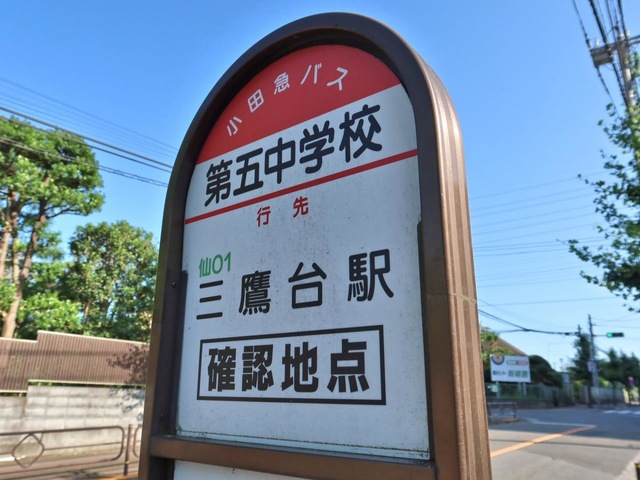 小田急バス
第五中学校
行先
仙01
三鷹台駅
確認地点